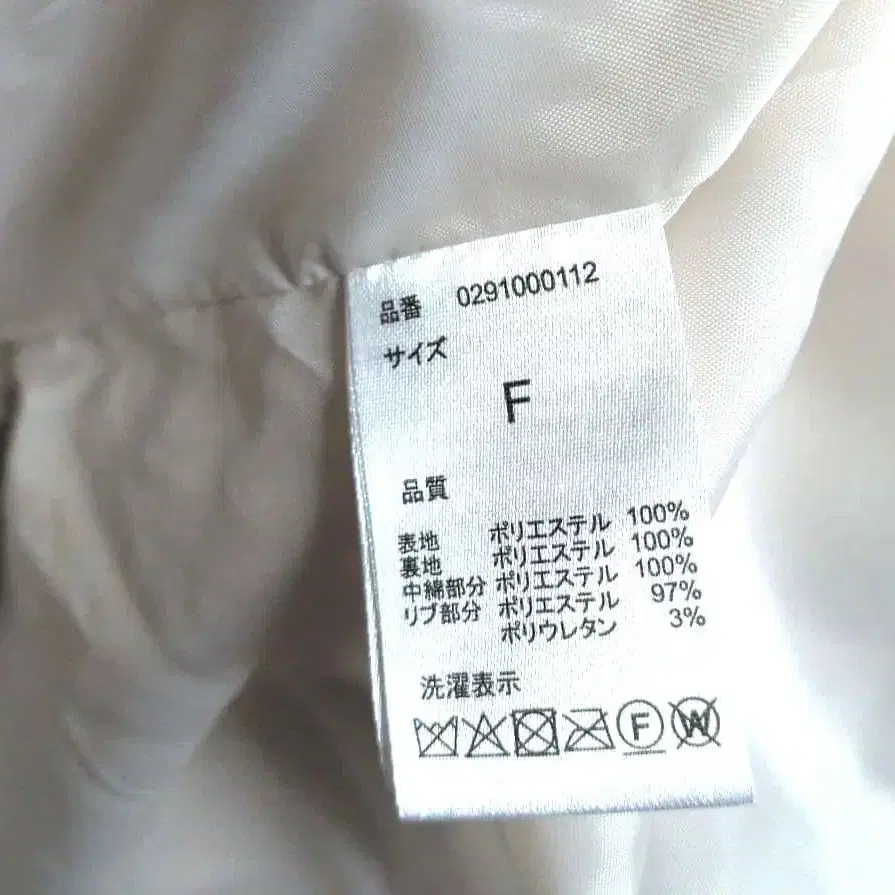 品番 0291000112
サイズ
F
品質
表地 ポリエステル 100%
裏地 ポリエステル 100%
中綿部分 ポリエステル 100%
リブ部分 ポリエステル 97%
ポリウレタン 3%
洗濯表示
F W